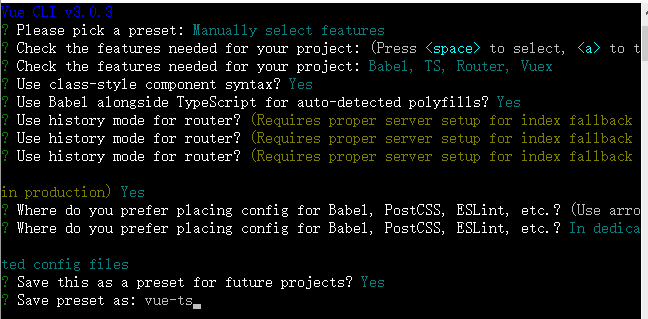 Vue CLI v3.0.3
? Please pick a preset: Manually select features
? Check the features needed for your project: (Press <space> to select, <a> to t
? Check the features needed for your project: Babel, TS, Router, Vuex
? Use class-style component syntax? Yes
? Use Babel alongside TypeScript for auto-detected polyfills? Yes
? Use history mode for router? (Requires proper server setup for index fallback
? Use history mode for router? (Requires proper server setup for index fallback
? Use history mode for router? (Requires proper server setup for index fallback
in production) Yes
? Where do you prefer placing config for Babel, PostCSS, ESLint, etc.? (Use arro
? Where do you prefer placing config for Babel, PostCSS, ESLint, etc.? In dedica
ted config files
? Save this as a preset for future projects? Yes
? Save preset as: vue-ts